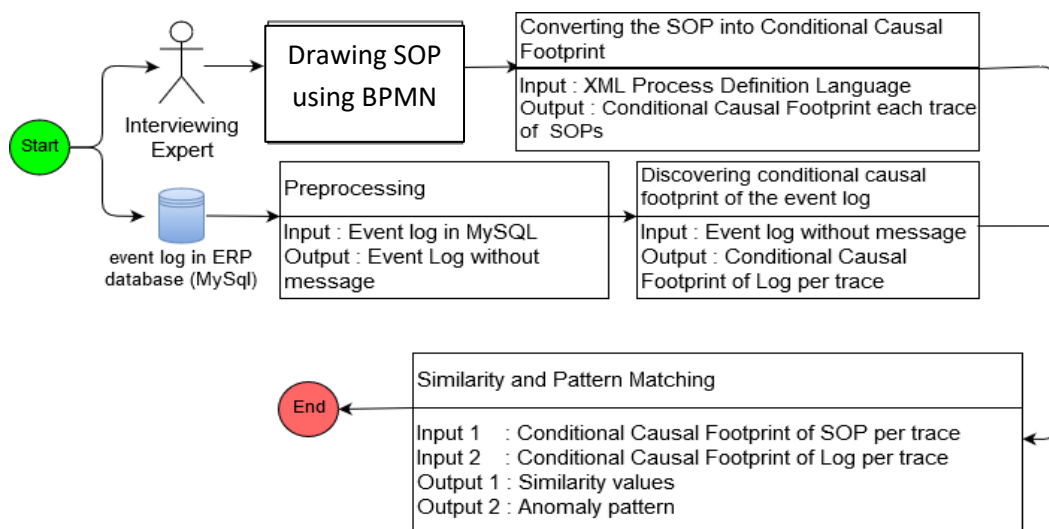 Start
Interviewing
Expert
Drawing SOP
using BPMN
Converting the SOP into Conditional Causal
Footprint
Input : XML Process Definition Language
Output : Conditional Causal Footprint each trace
of SOPs
event log in ERP
database (MySql)
Preprocessing
Input : Event log in MySQL
Output : Event Log without
message
Discovering conditional causal
footprint of the event log
Input : Event log without message
Output : Conditional Causal
Footprint of Log per trace
End
Similarity and Pattern Matching
Input 1 : Conditional Causal Footprint of SOP per trace
Input 2 : Conditional Causal Footprint of Log per trace
Output 1 : Similarity values
Output 2 : Anomaly pattern